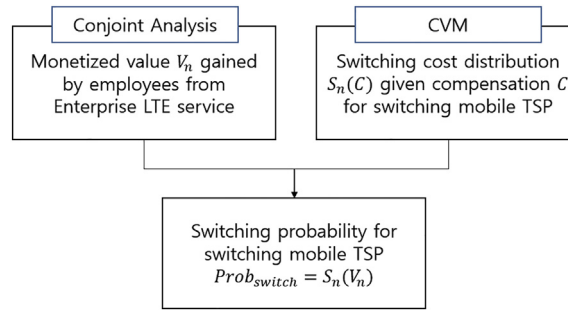 Conjoint Analysis
Monetized value Vn gained
by employees from
Enterprise LTE service
CVM
Switching cost distribution
Sn(C) given compensation C
for switching mobile TSP
Switching probability for
switching mobile TSP
Probswitch = Sn(Vn)